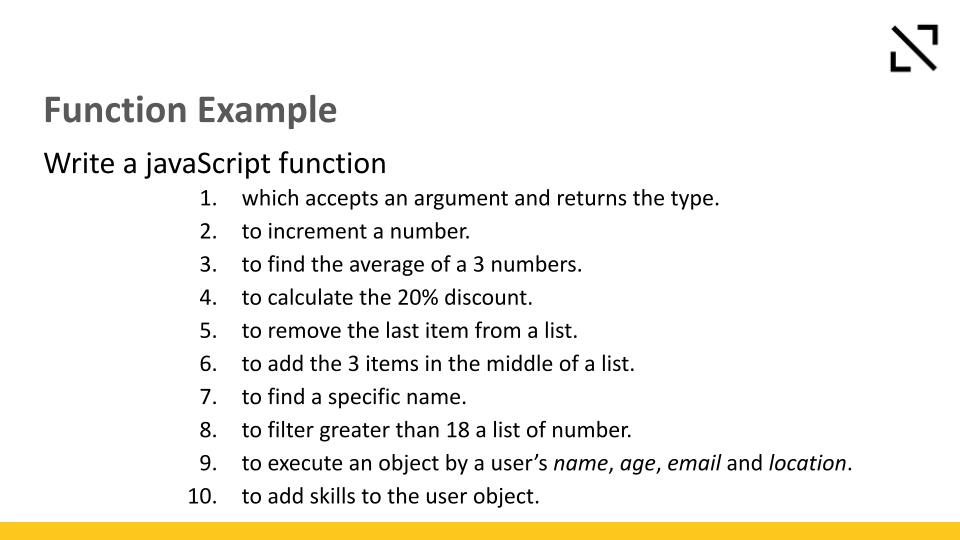 Function Example
Write a javaScript function
1. which accepts an argument and returns the type.
2. to increment a number.
3. to find the average of a 3 numbers.
4. to calculate the 20% discount.
5. to remove the last item from a list.
6. to add the 3 items in the middle of a list.
7. to find a specific name.
8. to filter greater than 18 a list of number.
9. to execute an object by a user’s name, age, email and location.
10. to add skills to the user object.